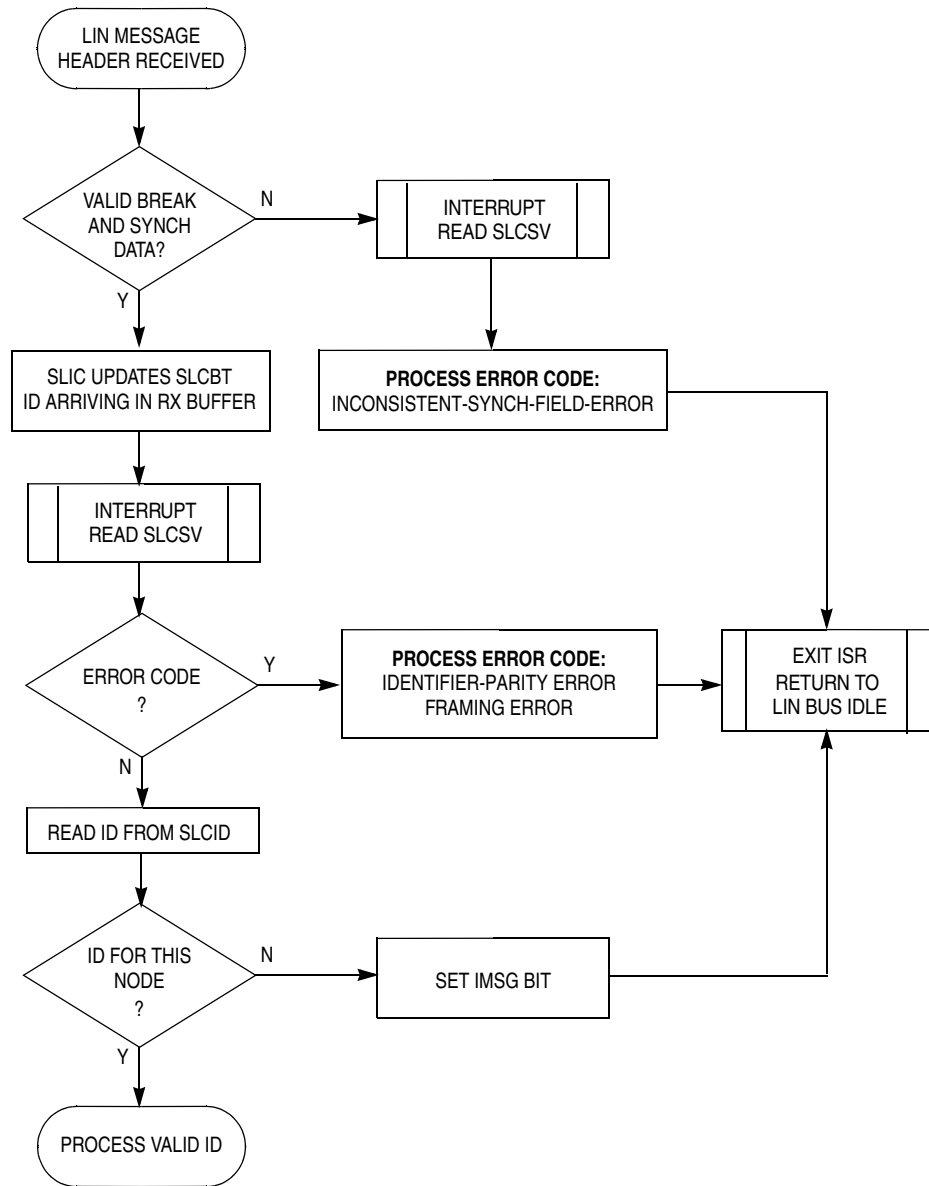 LIN MESSAGE
HEADER RECEIVED
VALID BREAK
AND SYNCH
DATA?
N
Y
INTERRUPT
READ SLCSV
SLIC UPDATES SLCBT
ID ARRIVING IN RX BUFFER
PROCESS ERROR CODE:
INCONSISTENT-SYNCH-FIELD-ERROR
INTERRUPT
READ SLCSV
ERROR CODE
?
Y
N
PROCESS ERROR CODE:
IDENTIFIER-PARITY ERROR
FRAMING ERROR
EXIT ISR
RETURN TO
LIN BUS IDLE
READ ID FROM SLCID
ID FOR THIS
NODE
?
N
Y
SET IMSG BIT
PROCESS VALID ID